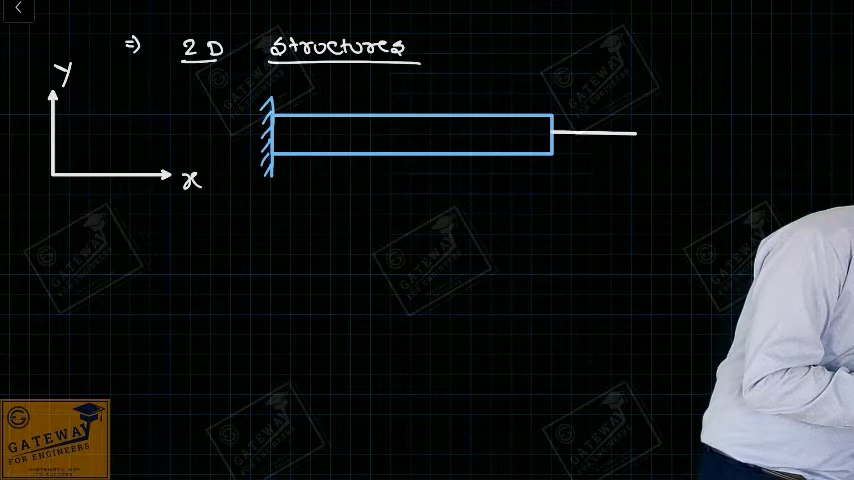 ⇒ 2D structures
y
x
GATEWAY
FOR ENGINEERS